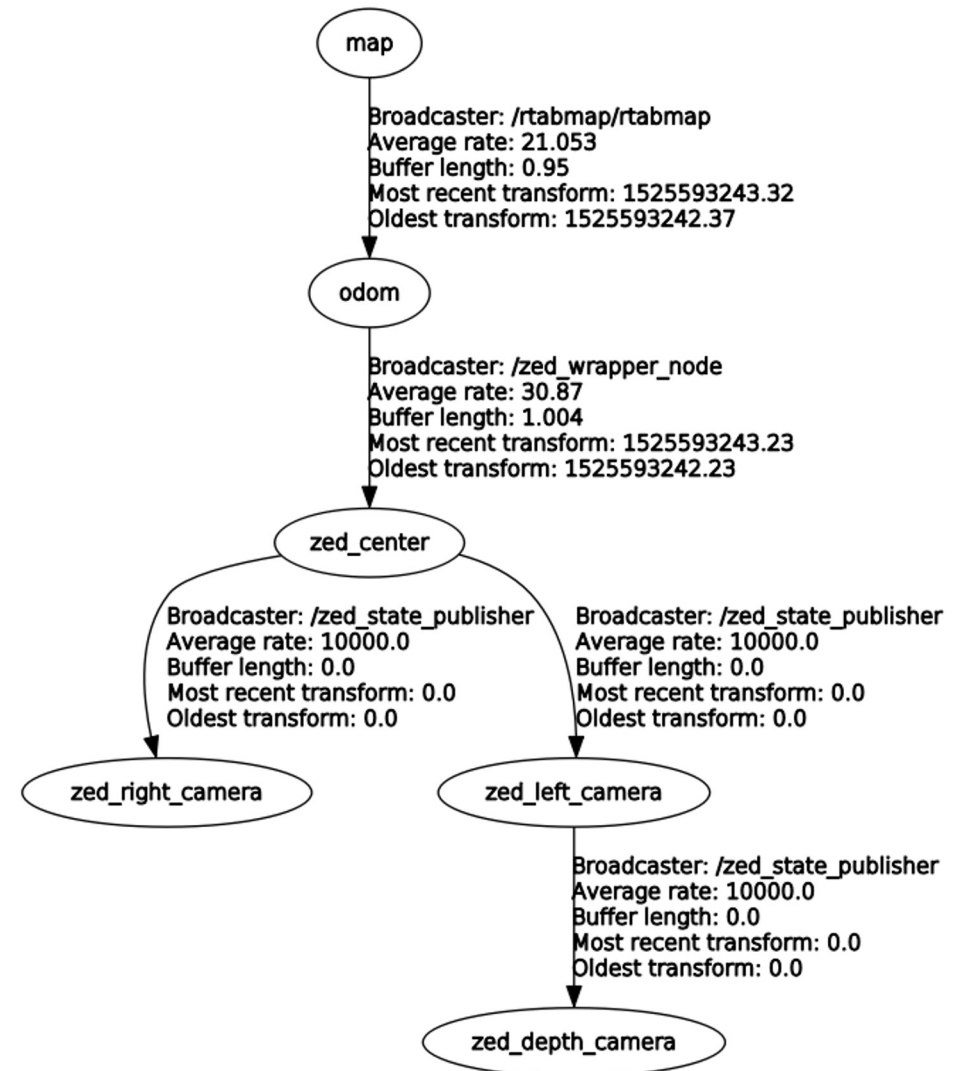 map
Broadcaster: /rtabmap/rtabmap
Average rate: 21.053
Buffer length: 0.95
Most recent transform: 1525593243.32
Oldest transform: 1525593242.37
odom
Broadcaster: /zed_wrapper_node
Average rate: 30.87
Buffer length: 1.004
Most recent transform: 1525593243.23
Oldest transform: 1525593242.23
zed_center
Broadcaster: /zed_state_publisher
Average rate: 10000.0
Buffer length: 0.0
Most recent transform: 0.0
Oldest transform: 0.0
Broadcaster: /zed_state_publisher
Average rate: 10000.0
Buffer length: 0.0
Most recent transform: 0.0
Oldest transform: 0.0
zed_right_camera
zed_left_camera
Broadcaster: /zed_state_publisher
Average rate: 10000.0
Buffer length: 0.0
Most recent transform: 0.0
Oldest transform: 0.0
zed_depth_camera